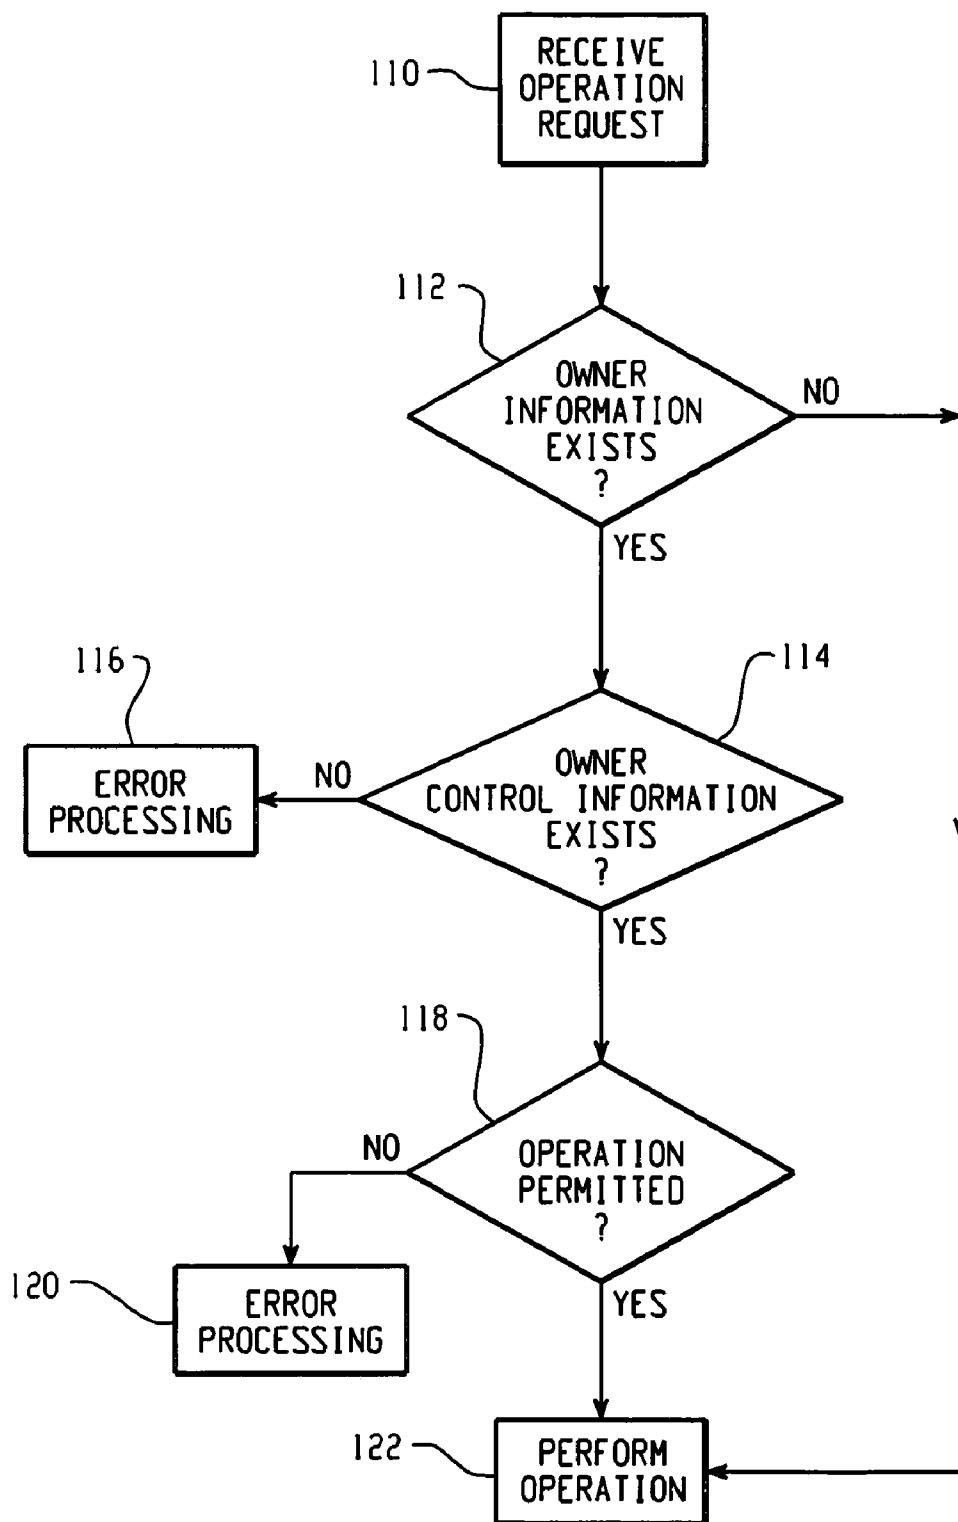 RECEIVE
OPERATION
REQUEST
110
112
OWNER
INFORMATION
EXISTS
?
NO
YES
116
114
ERROR
PROCESSING
NO
OWNER
CONTROL INFORMATION
EXISTS
?
YES
118
NO
OPERATION
PERMITTED
?
120
ERROR
PROCESSING
YES
122
PERFORM
OPERATION